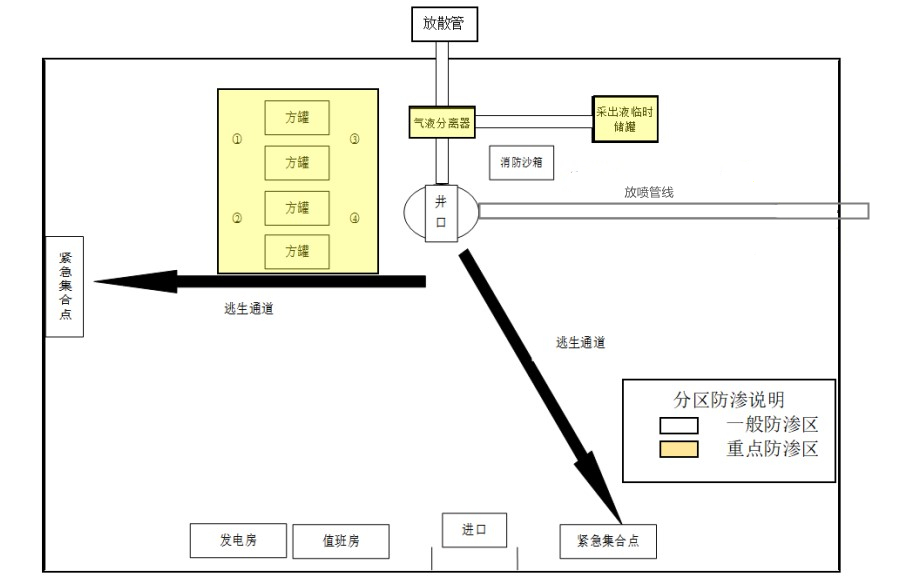 放散管
气液分离器
采出液临时
储罐
方罐
①
③
方罐
消防沙箱
井
口
放喷管线
方罐
②
④
方罐
紧
急
集
合
点
逃生通道
逃生通道
分区防渗说明
一般防渗区
重点防渗区
发电房
值班房
进口
紧急集合点